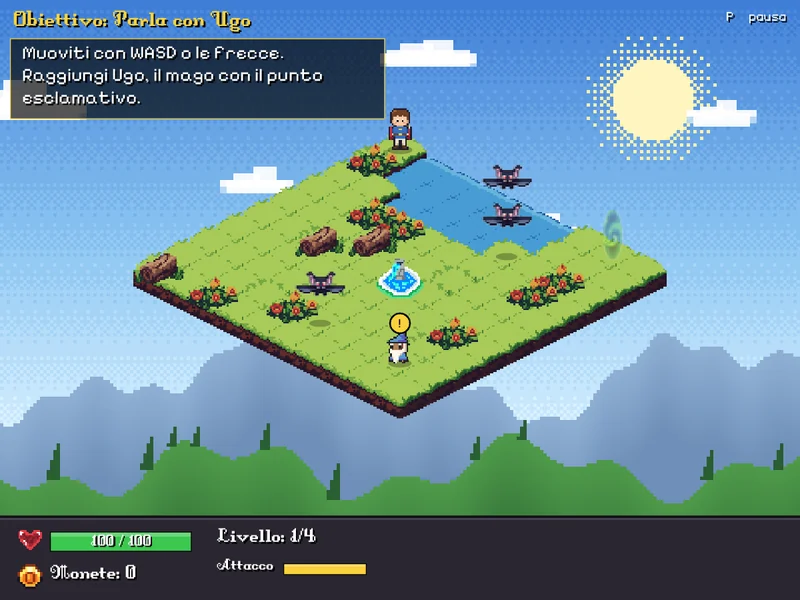 Obiettivo: Parla con Ugo
P pausa
Muoviti con WASD o le frecce.
Raggiungi Ugo, il mago con il punto
esclamativo.
!
100 / 100
Livello: 1/4
Attacco
Monete: 0